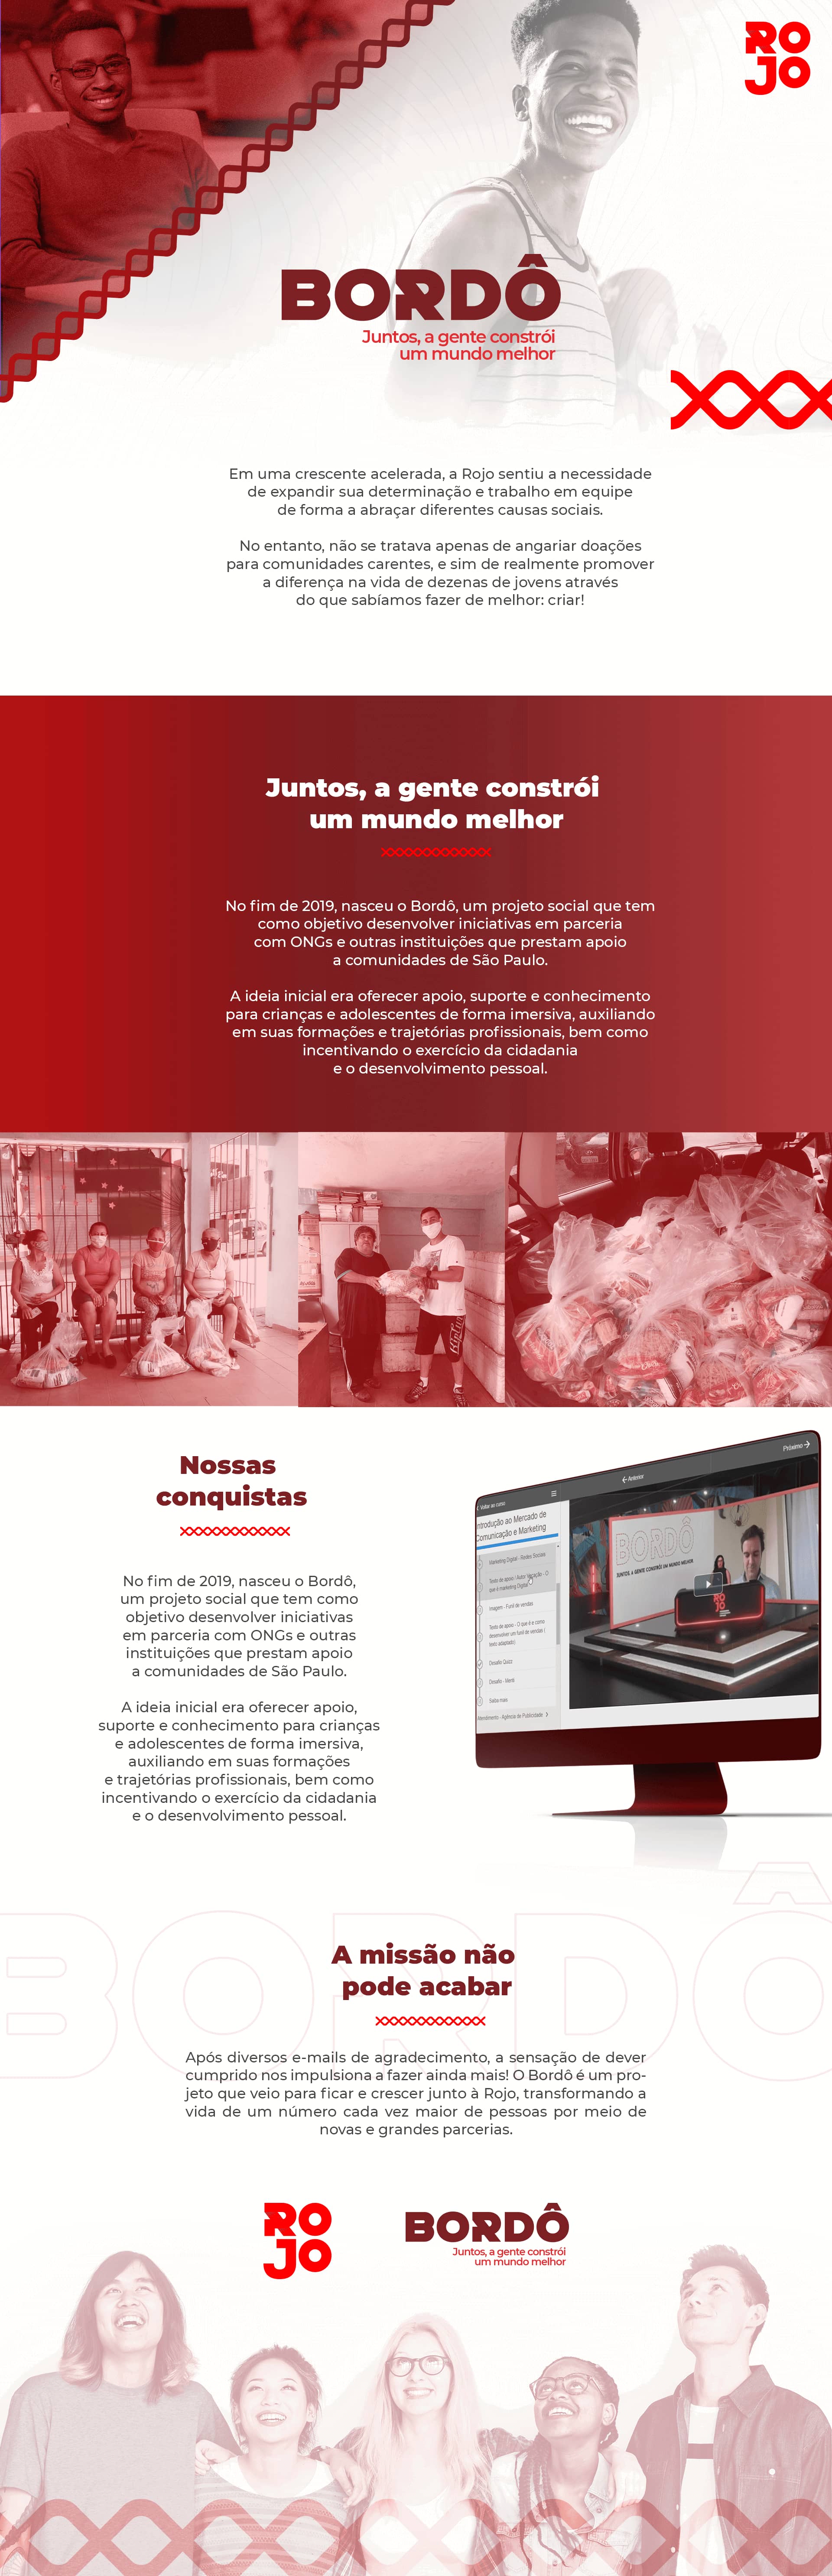 RO
JO
BORDÔ
Juntos, a gente constrói
um mundo melhor
Em uma crescente acelerada, a Rojo sentiu a necessidade
de expandir sua determinação e trabalho em equipe
de forma a abraçar diferentes causas sociais.
No entanto, não se tratava apenas de angariar doações
para comunidades carentes, e sim de realmente promover
a diferença na vida de dezenas de jovens através
do que sabíamos fazer de melhor: criar!
Juntos, a gente constrói
um mundo melhor
No fim de 2019, nasceu o Bordô, um projeto social que tem
como objetivo desenvolver iniciativas em parceria
com ONGs e outras instituições que prestam apoio
a comunidades de São Paulo.
A ideia inicial era oferecer apoio, suporte e conhecimento
para crianças e adolescentes de forma imersiva, auxiliando
em suas formações e trajetórias profissionais, bem como
incentivando o exercício da cidadania
e o desenvolvimento pessoal.
Nossas
conquistas
No fim de 2019, nasceu o Bordô,
um projeto social que tem como
objetivo desenvolver iniciativas
em parceria com ONGs e outras
instituições que prestam apoio
a comunidades de São Paulo.
A ideia inicial era oferecer apoio,
suporte e conhecimento para crianças
e adolescentes de forma imersiva,
auxiliando em suas formações
e trajetórias profissionais, bem como
incentivando o exercício da cidadania
e o desenvolvimento pessoal.
Voltar ao curso
Anterior
Próximo
Introdução ao Mercado de
Comunicação e Marketing
Marketing Digital - Redes Sociais
Texto de apoio / Autor Variação - O
que é marketing Digital
Imagem - Funil de vendas
Texto de apoio - O que é e como
desenvolver um funil de vendas (
texto adaptado)
Desafio Quizz
Desafio - Menti
Saiba mais
Atendimento - Agência de Publicidade
BORDÔ
JUNTOS, A GENTE CONSTRÓI UM MUNDO MELHOR
RO
JO
BORDÔ
A missão não
pode acabar
Após diversos e-mails de agradecimento, a sensação de dever
cumprido nos impulsiona a fazer ainda mais! O Bordô é um pro-
jeto que veio para ficar e crescer junto à Rojo, transformando a
vida de um número cada vez maior de pessoas por meio de
novas e grandes parcerias.
RO
JO
BORDÔ
Juntos, a gente constrói
um mundo melhor